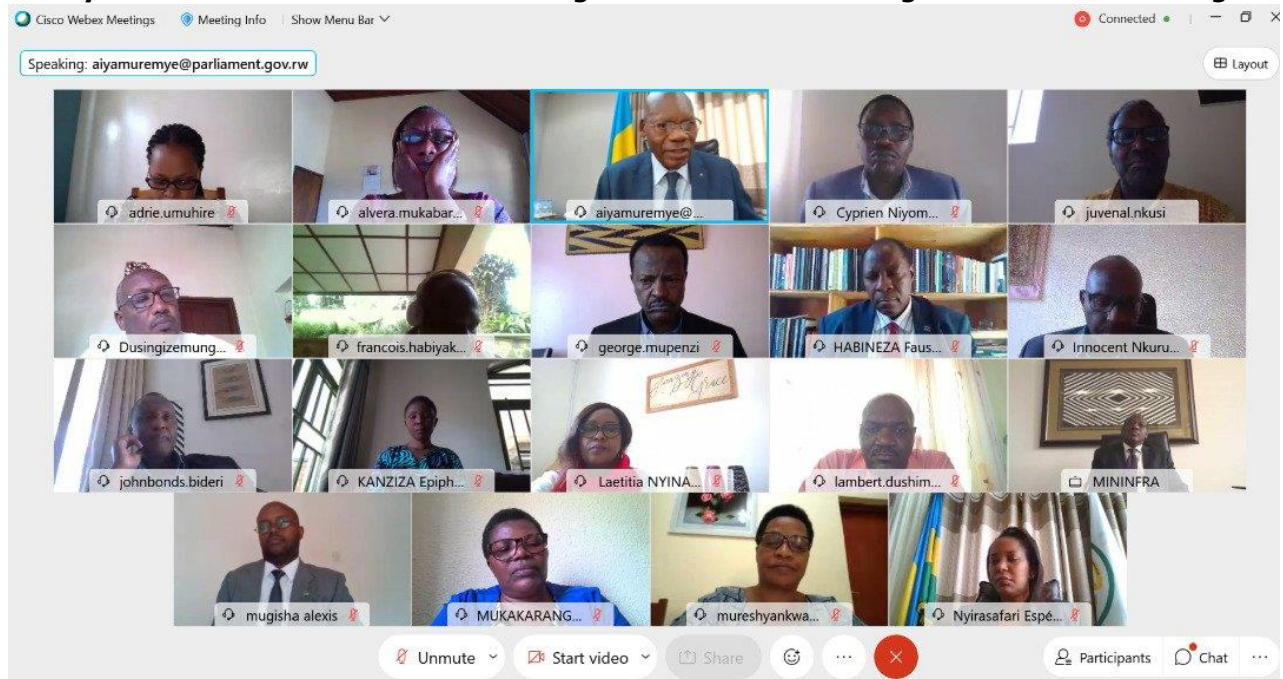 Cisco Webex Meetings Meeting Info Show Menu Bar
Connected
Speaking: aiyamuremye@parliament.gov.rw
Layout
adrie.umuhire alvera.mukabar... aiyamuremye@... Cyprien Niyom... juvenal.nkusi
Dusingizemung... francois.habiyak... george.mupenzi HABINEZA Faus... Innocent Nkuru...
johnbonds.bideri KANZIZA Epiph... Laetitia NYINA... lambert.dushim... MININFRA
mugisha alexis MUKAKARANG... mureshyankwa... Nyirasafari Espé...
Unmute Start video Share ... Participants Chat ...